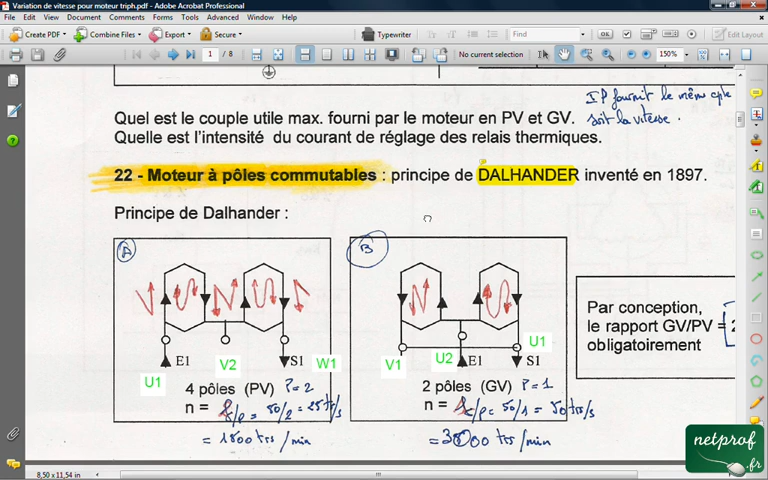 Variation de vitesse pour moteur triph.pdf - Adobe Acrobat Professional
File Edit View Document Comments Forms Tools Advanced Window Help
Create PDF Combine Files Export Secure Typewriter Find Edit Layout
1 / 8 No current selection 150%
IP fournit le même cple
soit la vitesse.
Quel est le couple utile max. fourni par le moteur en PV et GV.
Quelle est l'intensité du courant de réglage des relais thermiques.
22 - Moteur à pôles commutables : principe de DALHANDER inventé en 1897.
Principe de Dalhander :
A B
N S N S N S
Par conception,
le rapport GV/PV = 2
obligatoirement
E1 V2 S1 W1 V1 U2 E1 U1 S1
U1
4 pôles (PV) P=2 2 pôles (GV) P=1
n = f/p = 50/2 = 25 trs/s n = f/p = 50/1 = 50 trs/s
= 1500 trs/min = 3000 trs/min
netprof
.fr
8,50 x 11,54 in